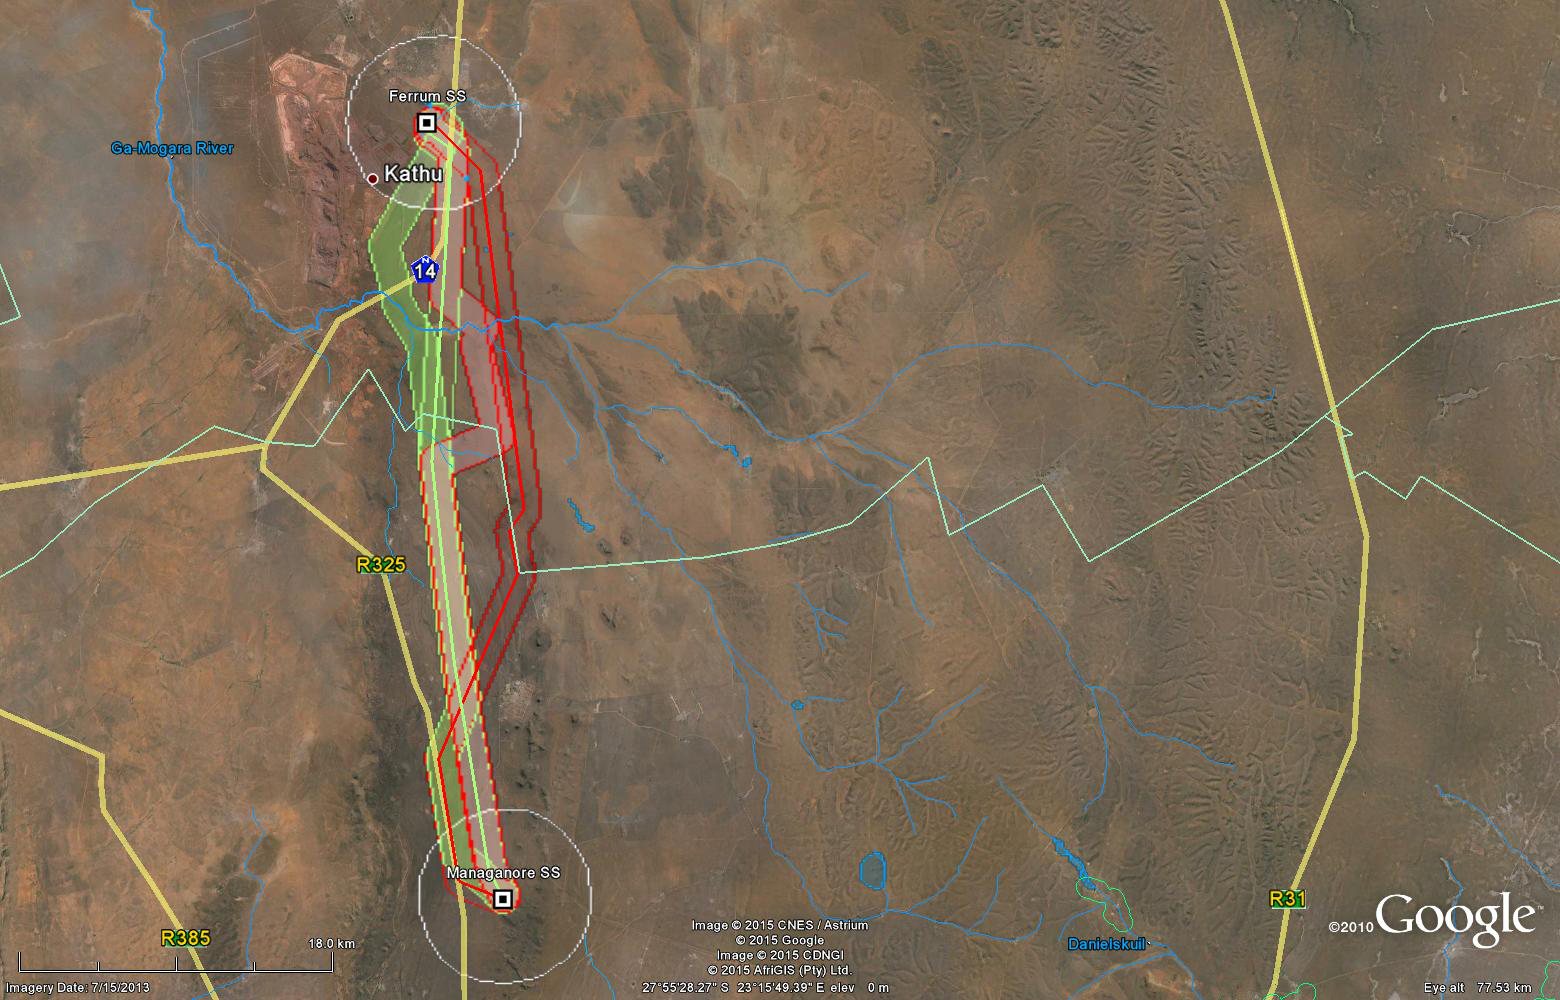 Ferrum SS
Ga-Mogara River
Kathu
N
14
R325
Managanore SS
R31
R385
18.0 km
Danielskuil
Image © 2015 CNES / Astrium
© 2015 Google
Image © 2015 CDNGI
© 2015 AfriGIS (Pty) Ltd.
©2010 Google™
Imagery Date: 7/15/2013
27°55'28.27" S 23°15'49.39" E elev 0 m
Eye alt 77.53 km